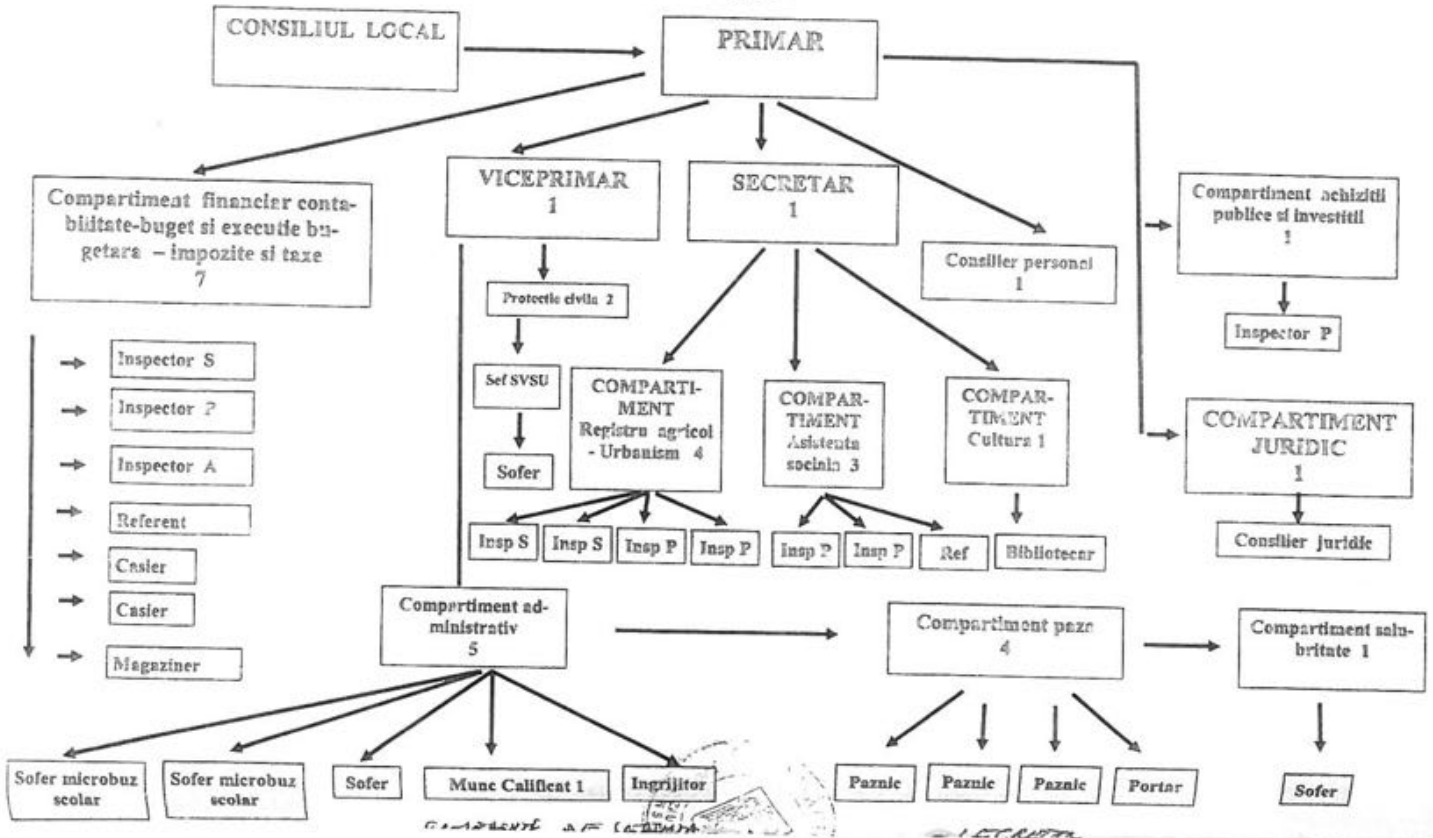 CONSILIUL LOCAL
PRIMAR
VICEPRIMAR
1
SECRETAR
1
Compartiment financier conta-
bilitate-buget si executie bu-
getara – impozite si taxe
7
Compartiment achizitii
publice si investitii
1
Consilier personal
1
Protectie civila 2
Inspector P
Inspector S
Inspector P
Inspector A
Referent
Casier
Casier
Magaziner
Sef SVSU
Sofer
COMPARTI-
MENT
Registru agricol
- Urbanism 4
COMPAR-
TIMENT
Asistenta
sociala 3
COMPAR-
TIMENT
Cultura 1
COMPARTIMENT
JURIDIC
1
Insp S
Insp S
Insp P
Insp P
Insp P
Insp P
Ref
Bibliotecar
Consilier juridic
Compartiment ad-
ministrativ
5
Compartiment paza
4
Compartiment salu-
britate 1
Sofer microbuz
scolar
Sofer microbuz
scolar
Sofer
Munc Calificat 1
Ingrijitor
Paznic
Paznic
Paznic
Portar
Sofer